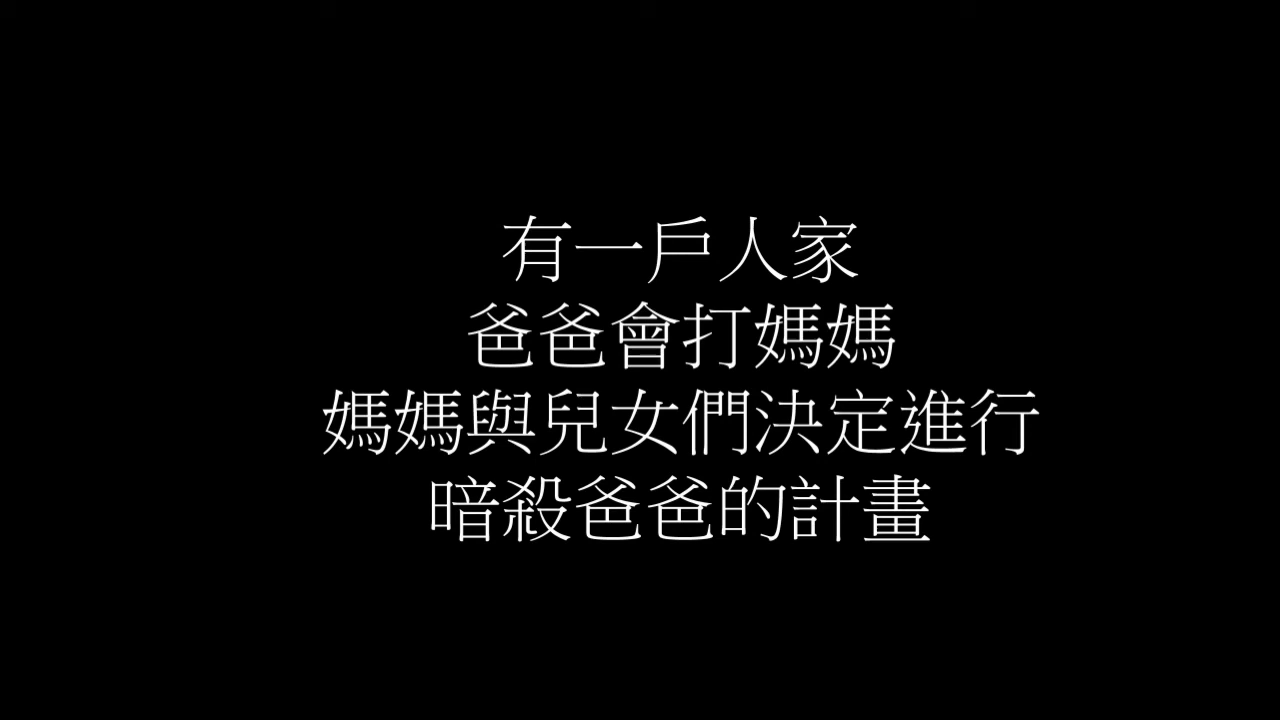 有一戶人家
爸爸會打媽媽
媽媽與兒女們決定進行
暗殺爸爸的計畫